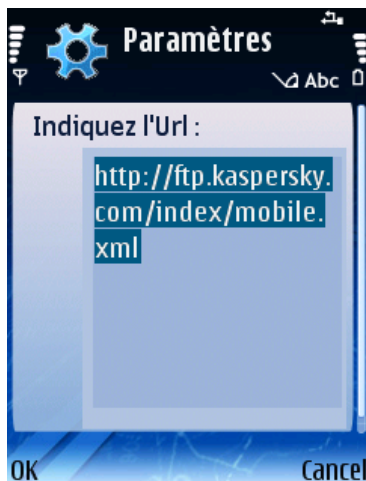 Paramètres
Abc
Indiquez l'Url :
http://ftp.kaspersky.
com/index/mobile.
xml
OK Cancel